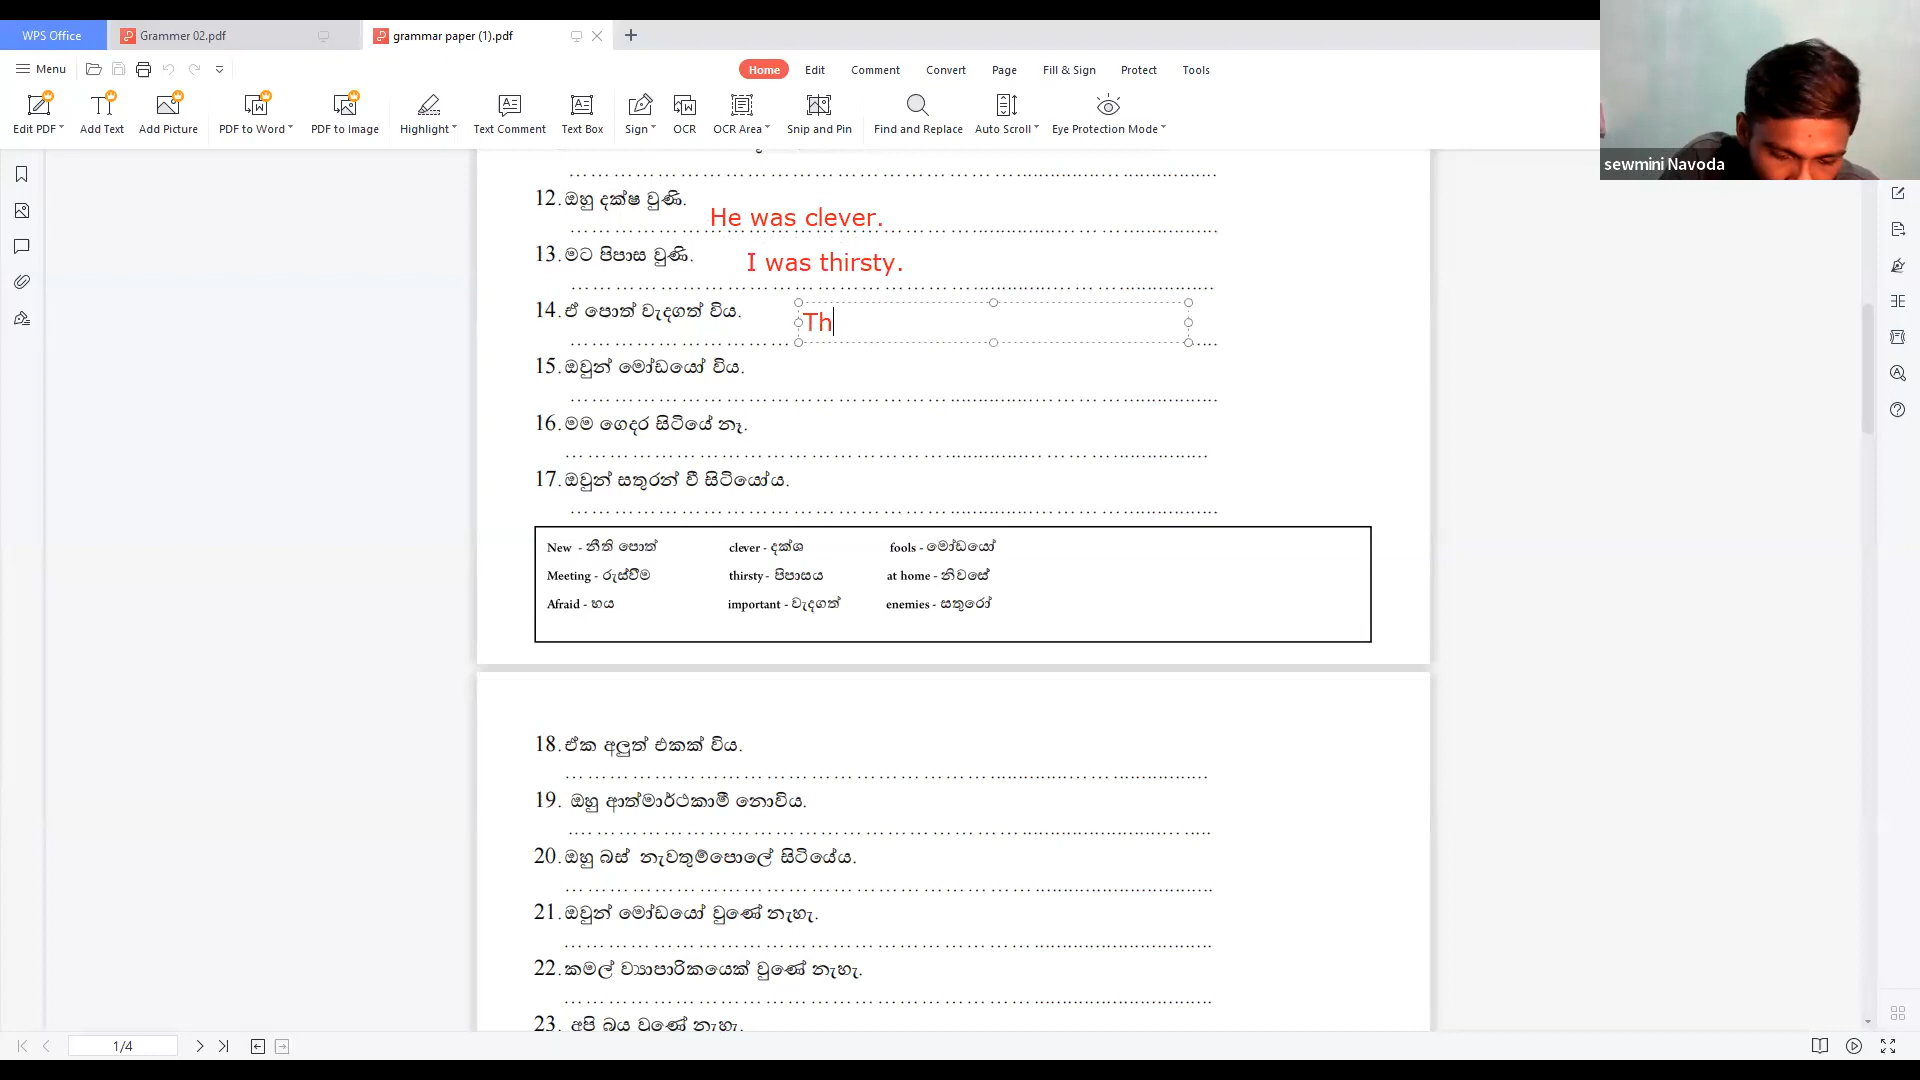 WPS Office
Grammer 02.pdf
grammar paper (1).pdf
Menu
Home Edit Comment Convert Page Fill & Sign Protect Tools
Edit PDF Add Text Add Picture PDF to Word PDF to Image Highlight Text Comment Text Box Sign OCR OCR Area Snip and Pin Find and Replace Auto Scroll Eye Protection Mode
sewmini Navoda
12. ඔහු දක්ෂ වුණි.
He was clever.
13. මට පිපාස වුණි.
I was thirsty.
14. ඒ පොත් වැදගත් විය.
Th
15. ඔවුන් මෝඩයෝ විය.
16. මම ගෙදර සිටියේ නෑ.
17. ඔවුන් සතුරන් වී සිටියෝය.
New - නීති පොත් clever - දක්ශ fools - මෝඩයෝ
Meeting - රුස්වීම thirsty - පිපාසය at home - නිවසේ
Afraid - භය important - වැදගත් enemies - සතුරෝ
18. ඒක අලුත් එකක් විය.
19. ඔහු ආත්මාර්ථකාමී නොවිය.
20. ඔහු බස් නැවතුම්පොලේ සිටියේය.
21. ඔවුන් මෝඩයෝ වුණේ නැහැ.
22. කමල් ව්‍යාපාරිකයෙක් වුණේ නැහැ.
23. අපි බය වුණේ නැහැ.
1/4